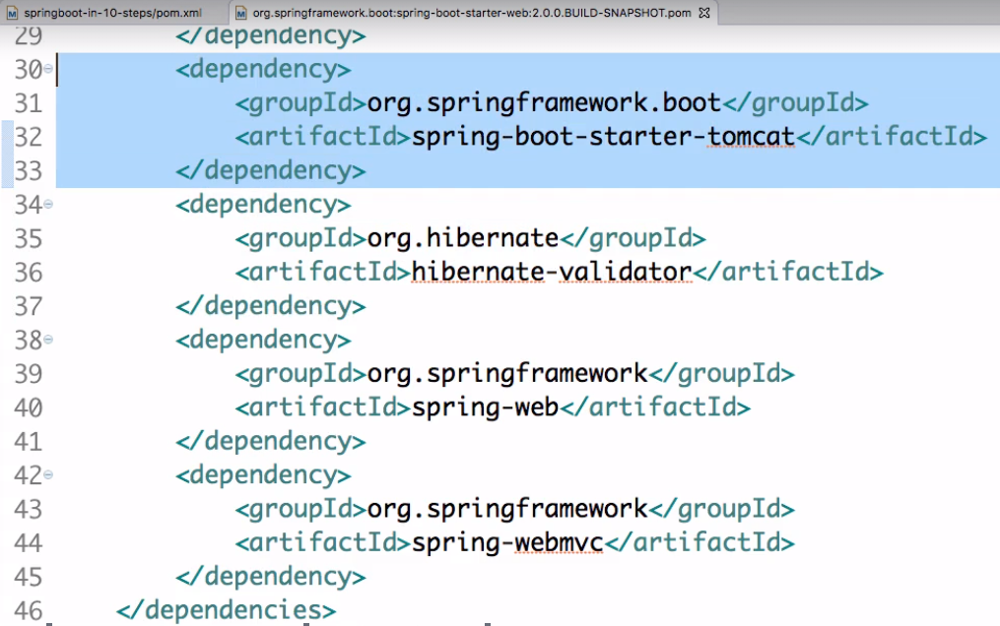 springboot-in-10-steps/pom.xml
org.springframework.boot:spring-boot-starter-web:2.0.0.BUILD-SNAPSHOT.pom
29 </dependency>
30 <dependency>
31 <groupId>org.springframework.boot</groupId>
32 <artifactId>spring-boot-starter-tomcat</artifactId>
33 </dependency>
34 <dependency>
35 <groupId>org.hibernate</groupId>
36 <artifactId>hibernate-validator</artifactId>
37 </dependency>
38 <dependency>
39 <groupId>org.springframework</groupId>
40 <artifactId>spring-web</artifactId>
41 </dependency>
42 <dependency>
43 <groupId>org.springframework</groupId>
44 <artifactId>spring-webmvc</artifactId>
45 </dependency>
46 </dependencies>